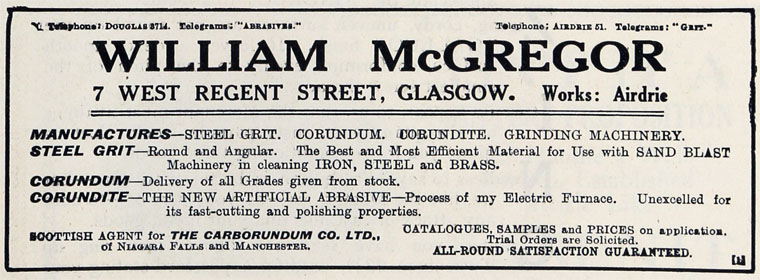 Telephone: DOUGLAS 3714. Telegrams: "ABRASIVES." Telephone: AIRDRIE 51. Telegrams: "GRIT."
WILLIAM McGREGOR
7 WEST REGENT STREET, GLASGOW. Works: Airdrie
MANUFACTURES—STEEL GRIT. CORUNDUM. CORUNDITE. GRINDING MACHINERY.
STEEL GRIT—Round and Angular. The Best and Most Efficient Material for Use with SAND BLAST
Machinery in cleaning IRON, STEEL and BRASS.
CORUNDUM—Delivery of all Grades given from stock.
CORUNDITE—THE NEW ARTIFICIAL ABRASIVE—Process of my Electric Furnace. Unexcelled for
its fast-cutting and polishing properties.
SCOTTISH AGENT for THE CARBORUNDUM CO. LTD.,
of NIAGARA FALLS and MANCHESTER.
CATALOGUES, SAMPLES and PRICES on application.
Trial Orders are Solicited.
ALL-ROUND SATISFACTION GUARANTEED.